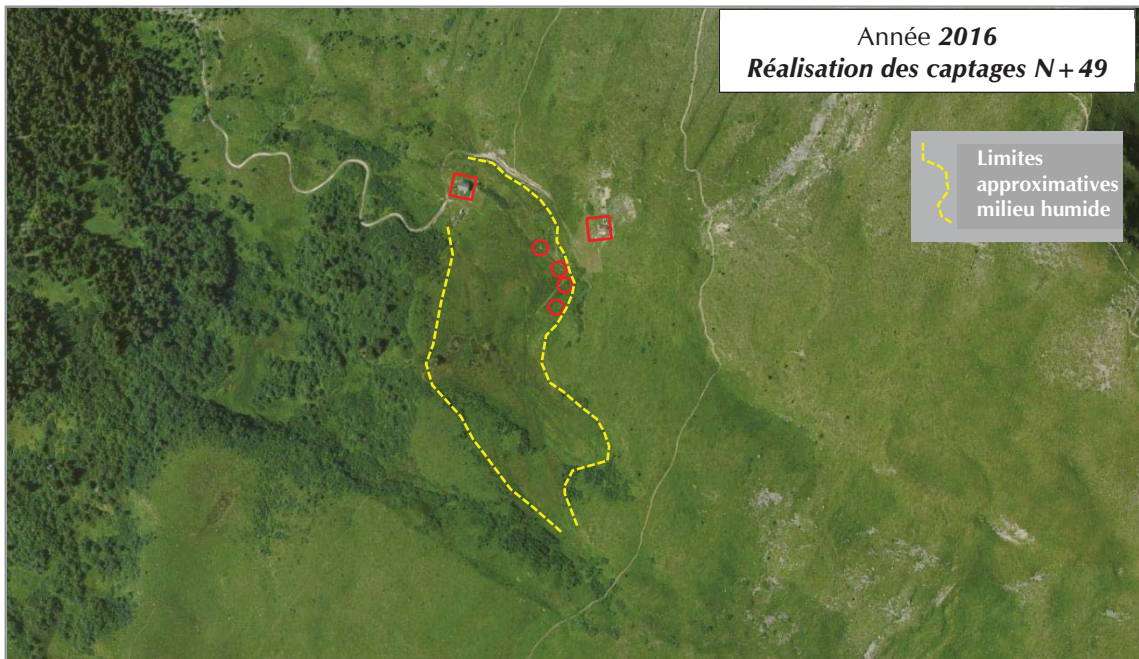 Année 2016
Réalisation des captages N+49
Limites
approximatives
milieu humide